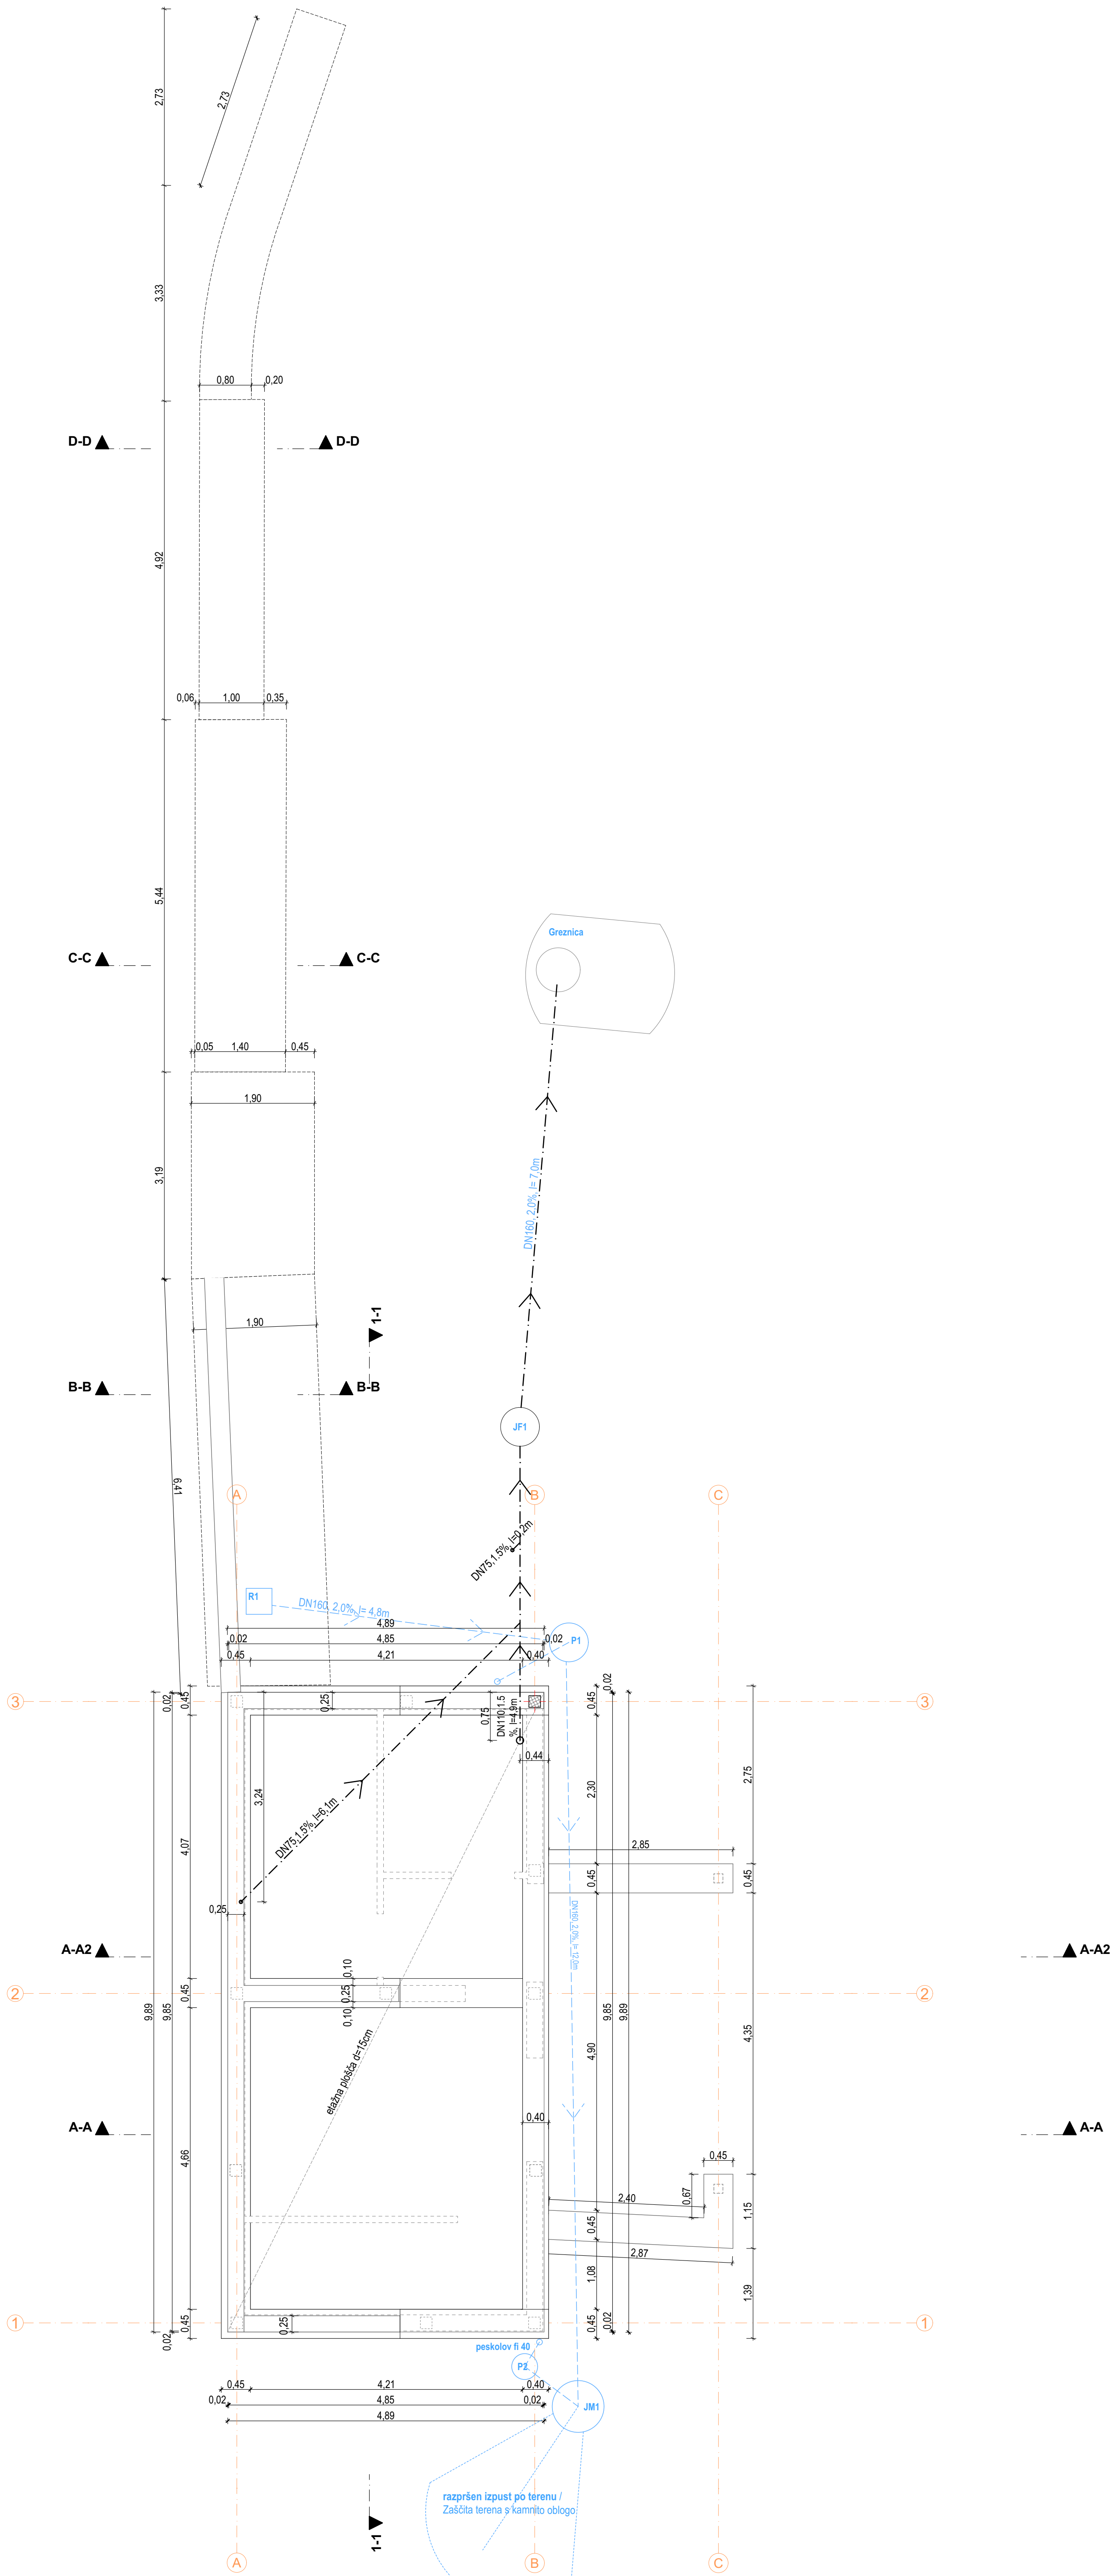 2,73
2,73
3,33
0,80
0,20
D-D
D-D
4,92
0,06
1,00
0,35
5,44
Greznica
C-C
C-C
0,05
1,40
0,45
1,90
3,19
DN160, 2.0%, l= 7,0m
1,90
1-1
B-B
B-B
JF1
6,41
A
B
C
DN75,1.5%, l=0,2m
R1
DN160, 2.0%, l= 4,8m
4,89
P1
0,02
4,85
0,02
0,45
4,21
0,40
0,02
3
0,02
0,45
0,25
0,75
DN110,1.5
%, l=4,9m
0,45
3
0,44
2,30
2,75
3,24
DN75,1.5%, l=6,1m
4,07
2,85
0,45
0,45
0,25
DN160, 2.0%, l= 12,0m
A-A2
A-A2
0,10
2
9,89
9,85
0,45
0,25
9,85
9,89
2
0,10
4,90
4,35
etažna plošča d=15cm
A-A
0,40
A-A
4,66
0,45
0,67
2,40
1,15
0,45
2,87
1,08
1,39
1
0,45
0,25
0,45
0,02
1
0,02
peskolov fi 40
P2
0,45
4,21
0,40
0,02
4,85
0,02
JM1
4,89
razpršen izpust po terenu /
Zaščita terena s kamnito oblogo
1-1
A
B
C